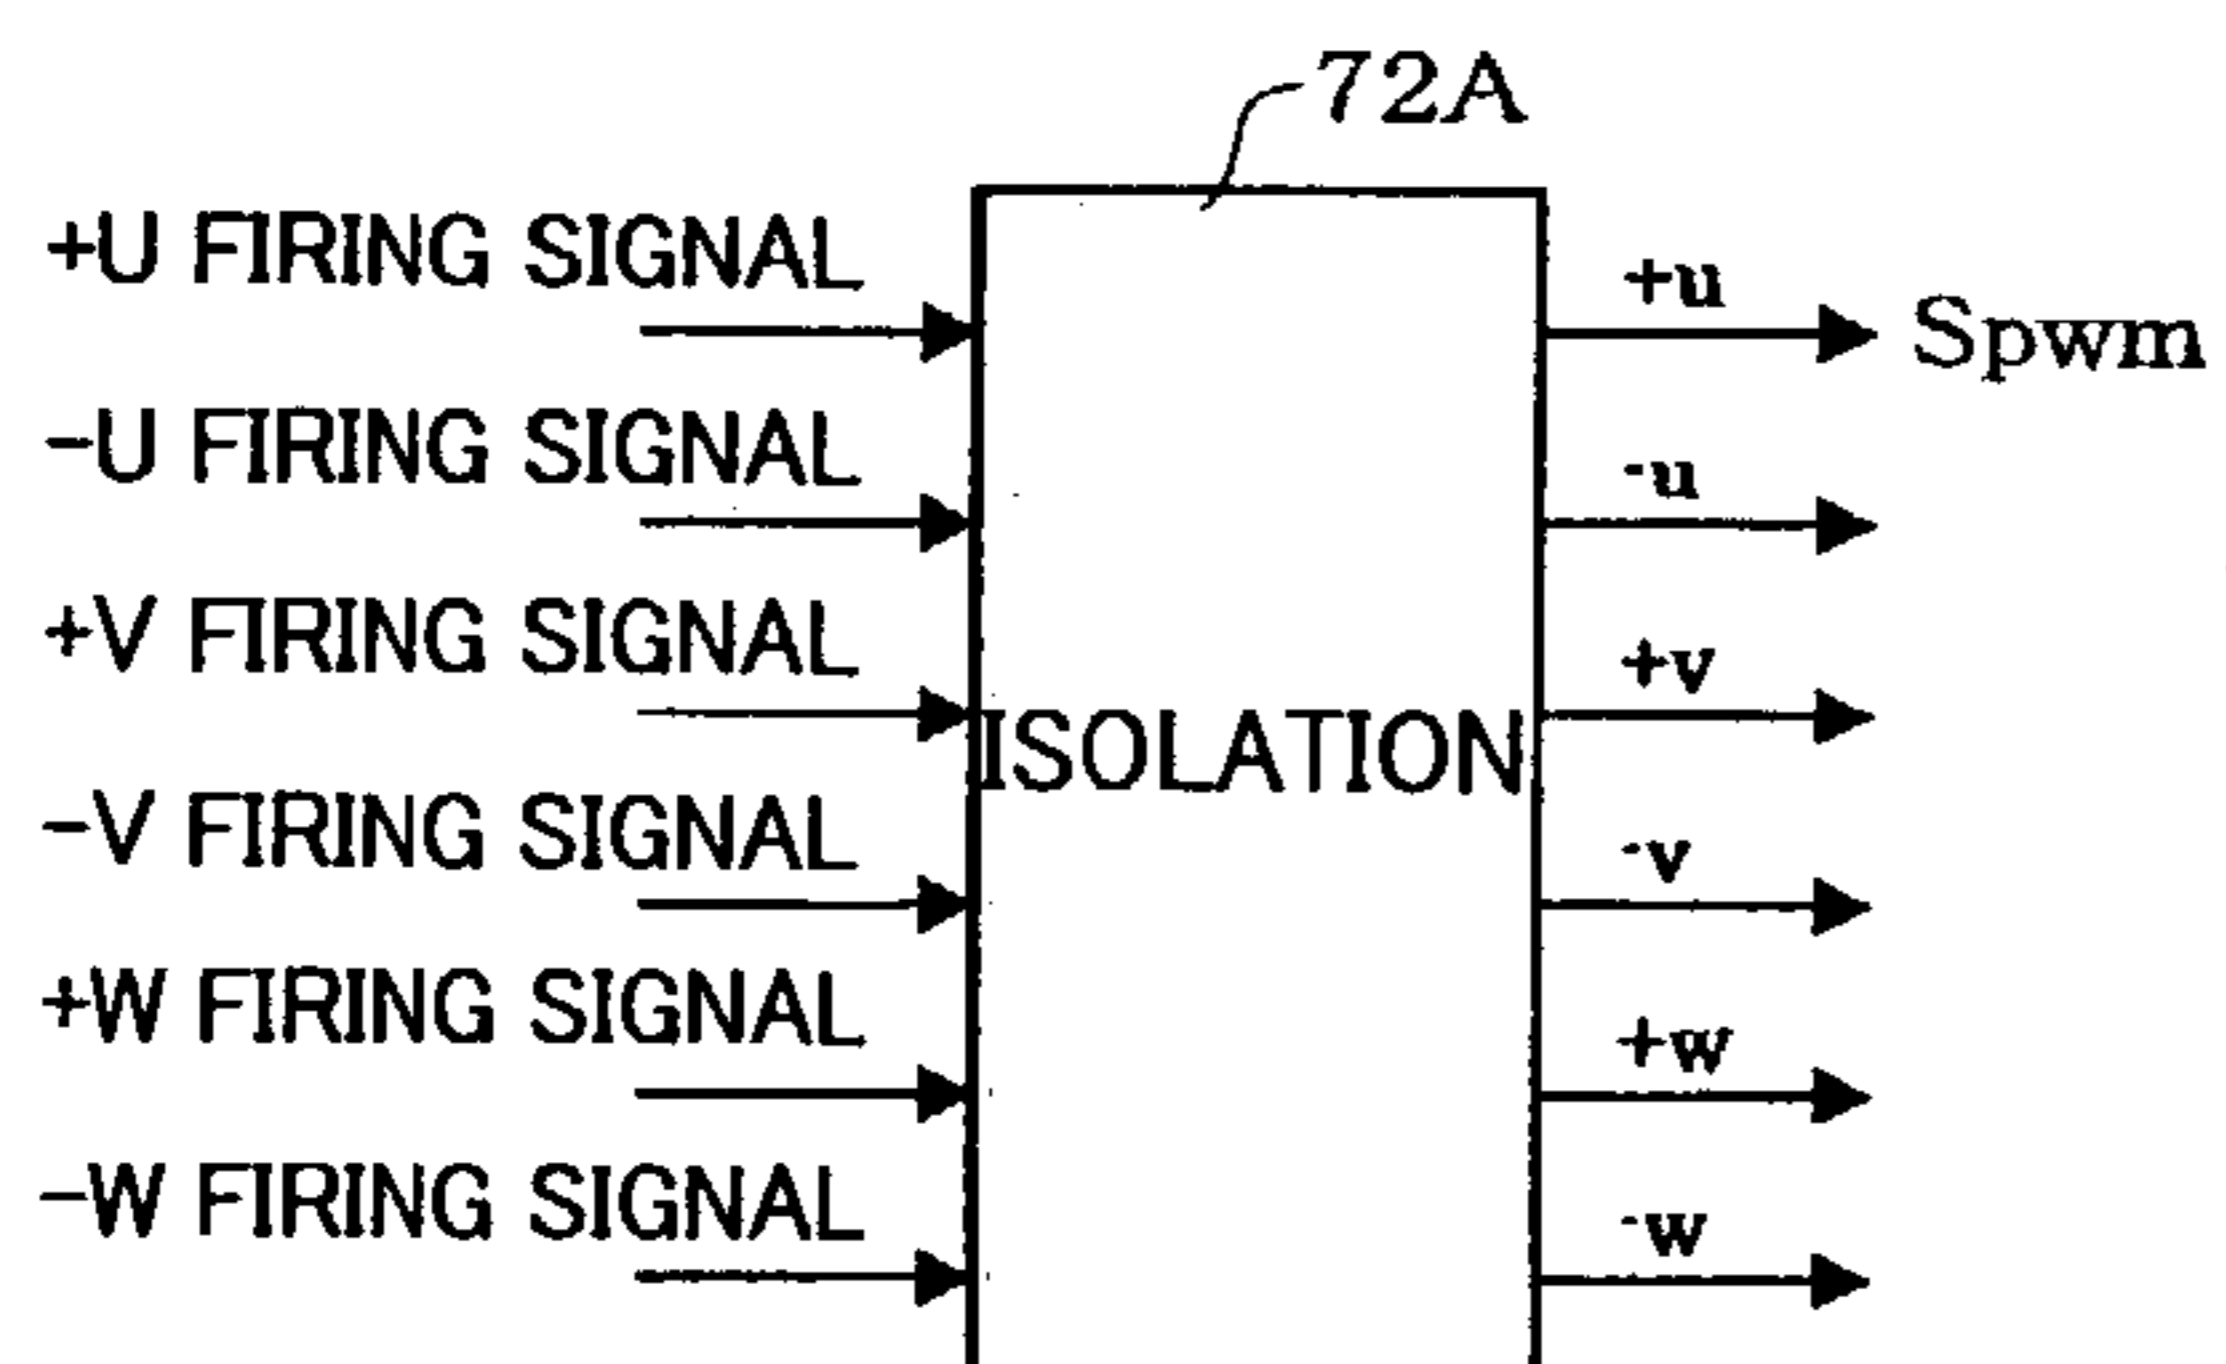 72A
+U FIRING SIGNAL
+u
Spwm
-U FIRING SIGNAL
-u
+V FIRING SIGNAL
+v
ISOLATION
-V FIRING SIGNAL
-v
+W FIRING SIGNAL
+w
-W FIRING SIGNAL
-w